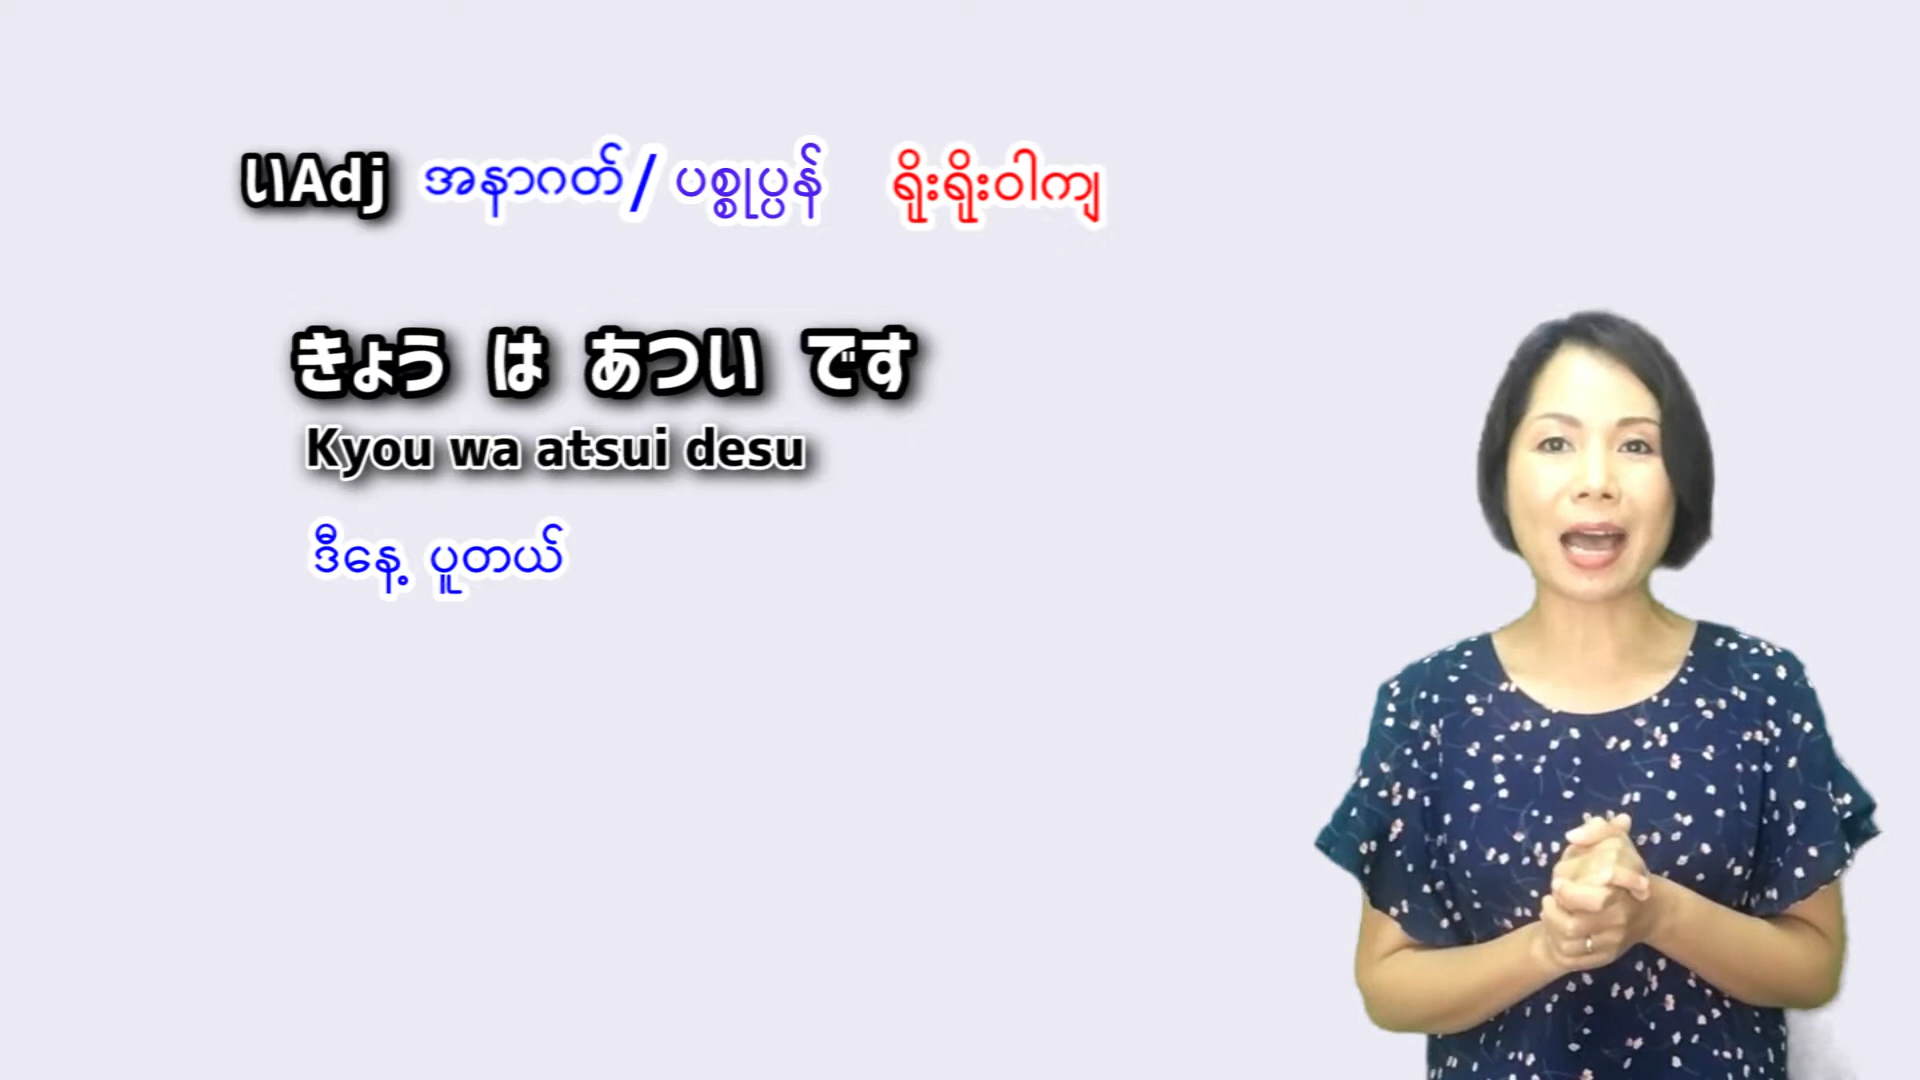 いAdj အနာဂတ်/ပစ္စုပ္ပန် ရိုးရိုးဝါကျ
きょう は あつい です
Kyou wa atsui desu
ဒီနေ့ ပူတယ်